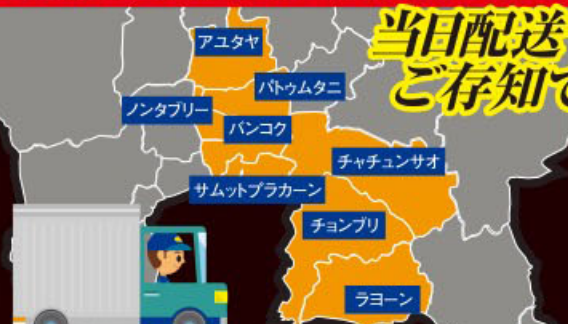 当日配送
ご存知で
アユタヤ
パトゥムタニ
ノンタブリー
バンコク
チャチュンサオ
サムットプラカーン
チョンブリ
ラヨーン